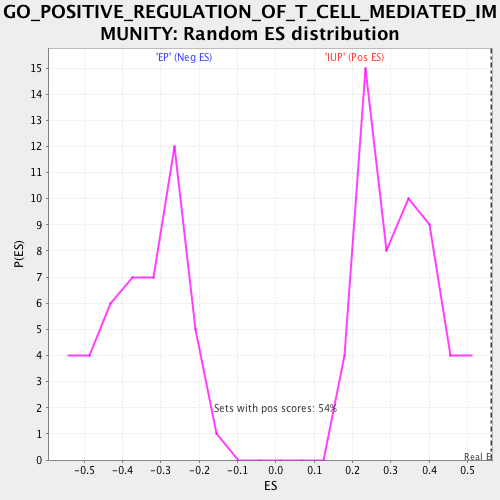 GO_POSITIVE_REGULATION_OF_T_CELL_MEDIATED_IM
MUNITY: Random ES distribution
'EP' (Neg ES) 'IUP' (Pos ES)
15
14
13
12
11
10
9
8
7
6
5
4
3
2
1
0
P(ES)
Sets with pos scores: 54%
Real E
-0.5 -0.4 -0.3 -0.2 -0.1 0.0 0.1 0.2 0.3 0.4 0.5
ES